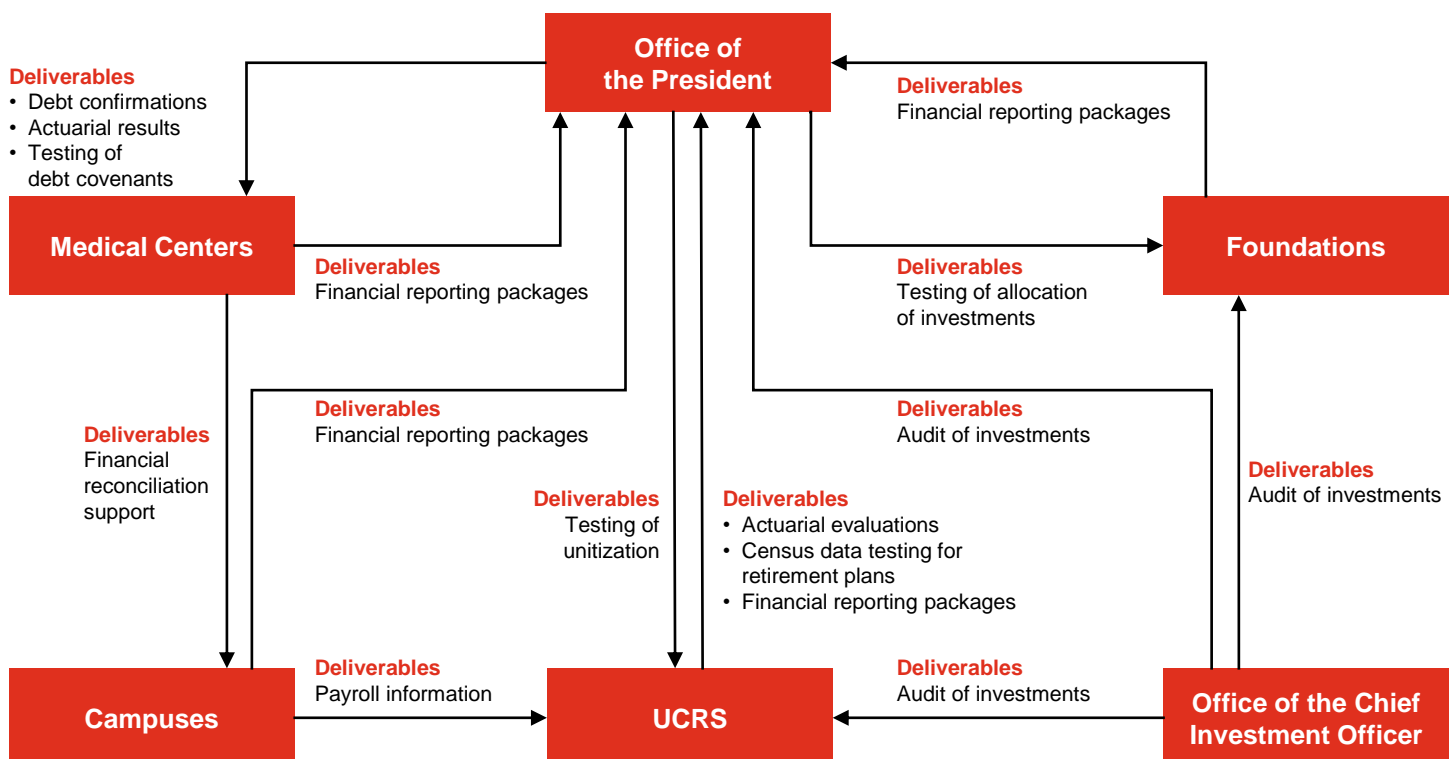 Office of
the President
Deliverables
• Debt confirmations
• Actuarial results
• Testing of
debt covenants
Deliverables
Financial reporting packages
Medical Centers
Foundations
Deliverables
Financial reporting packages
Deliverables
Testing of allocation
of investments
Deliverables
Financial
reconciliation
support
Deliverables
Financial reporting packages
Deliverables
Audit of investments
Deliverables
Audit of investments
Deliverables
Testing of
unitization
Deliverables
• Actuarial evaluations
• Census data testing for
retirement plans
• Financial reporting packages
Campuses
Deliverables
Payroll information
UCRS
Deliverables
Audit of investments
Office of the Chief
Investment Officer